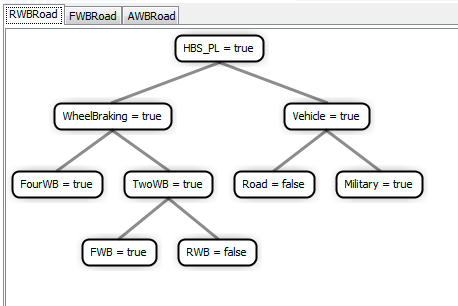 RWBRoad FWBRoad AWBRoad
HBS_PL = true
WheelBraking = true Vehicle = true
FourWB = true TwoWB = true Road = false Military = true
FWB = true RWB = false